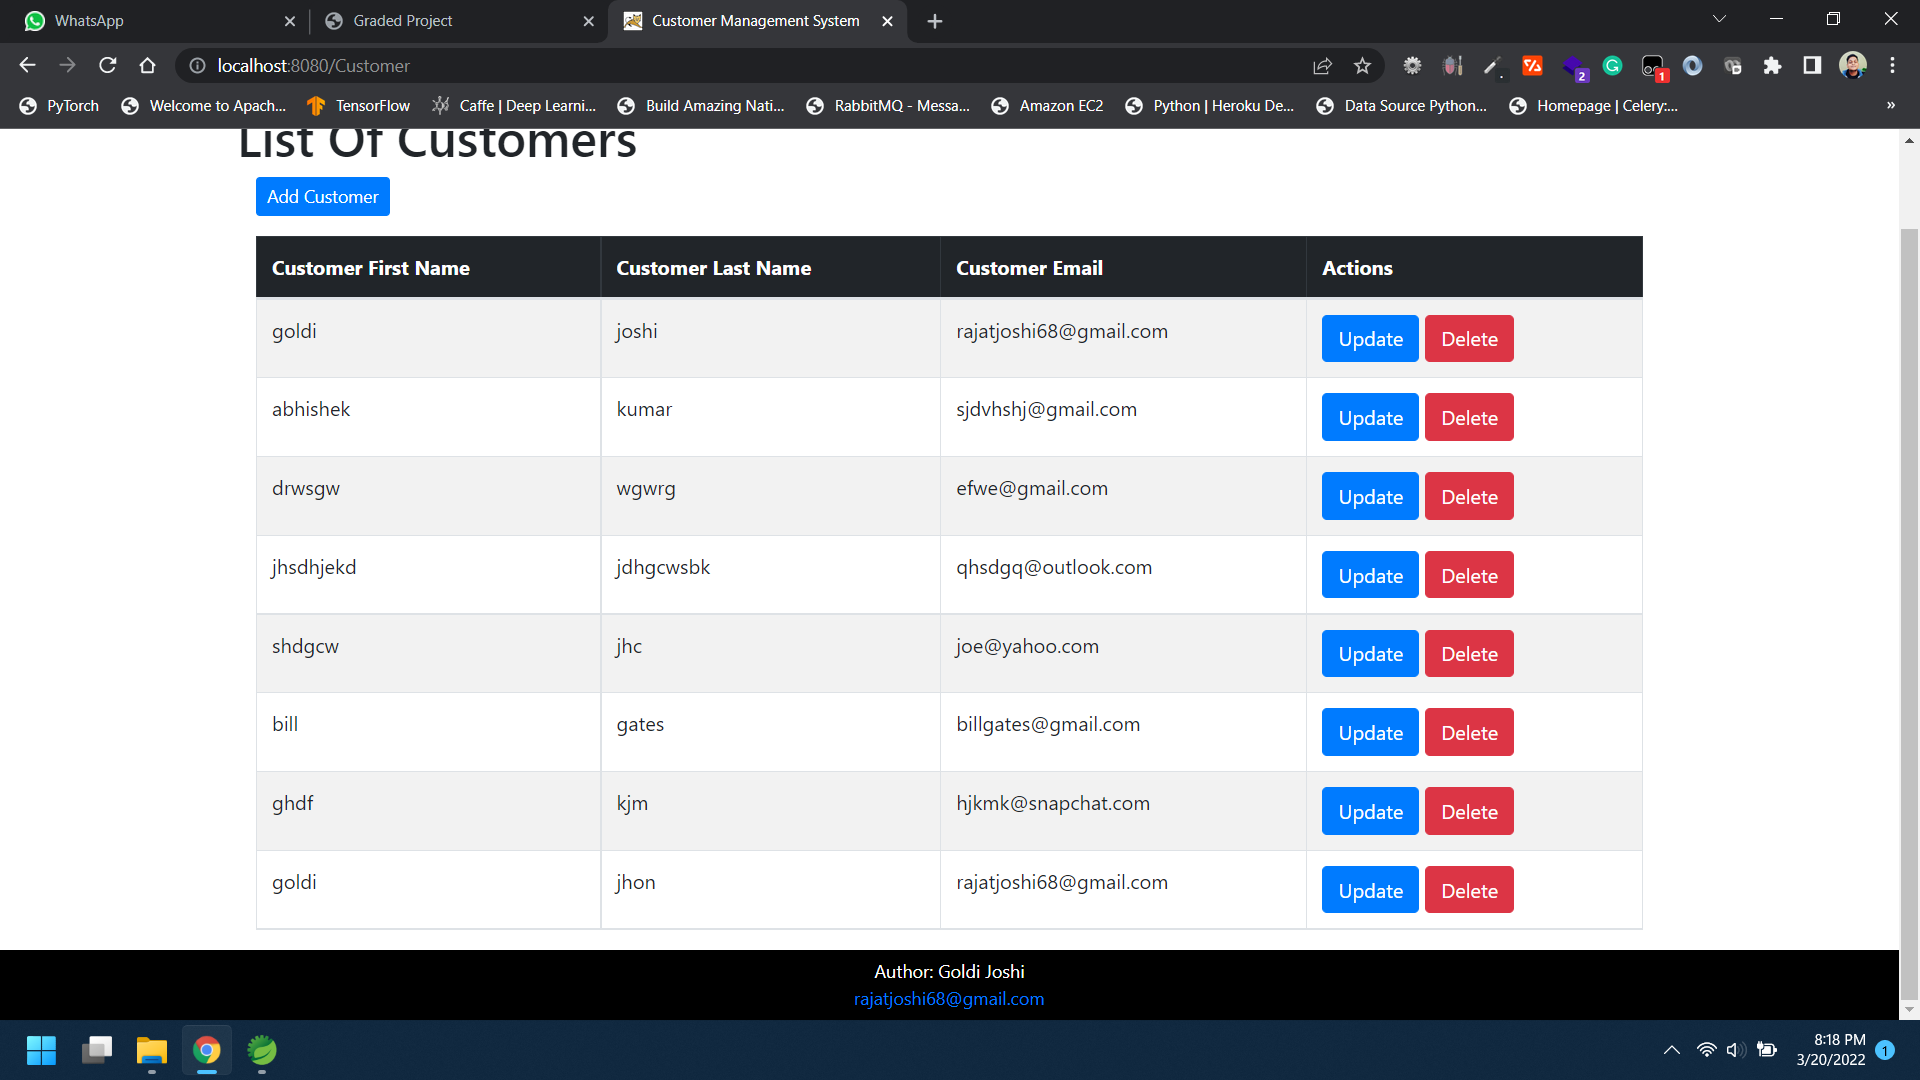 WhatsApp
Graded Project
Customer Management System
localhost:8080/Customer
2
1
PyTorch
Welcome to Apach...
TensorFlow
Caffe | Deep Learni...
Build Amazing Nati...
RabbitMQ - Messa...
Amazon EC2
Python | Heroku De...
Data Source Python...
Homepage | Celery:...
»
List Of Customers
Add Customer
Customer First Name Customer Last Name Customer Email Actions
goldi joshi rajatjoshi68@gmail.com Update Delete
abhishek kumar sjdvhshj@gmail.com Update Delete
drwsgw wgwrg efwe@gmail.com Update Delete
jhsdhjekd jdhgcwsbk qhsdgq@outlook.com Update Delete
shdgcw jhc joe@yahoo.com Update Delete
bill gates billgates@gmail.com Update Delete
ghdf kjm hjkmk@snapchat.com Update Delete
goldi jhon rajatjoshi68@gmail.com Update Delete
Author: Goldi Joshi
rajatjoshi68@gmail.com
8:18 PM
3/20/2022
1